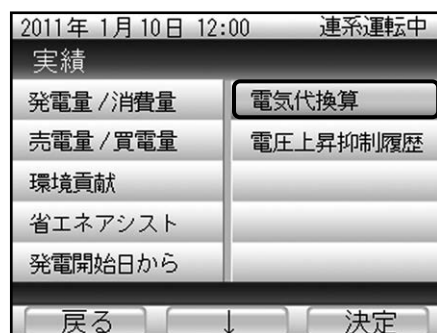 2011年 1月10日 12:00 連系運転中
実績
発電量/消費量 電気代換算
売電量/買電量 電圧上昇抑制履歴
環境貢献
省エネアシスト
発電開始日から
戻る ↓ 決定